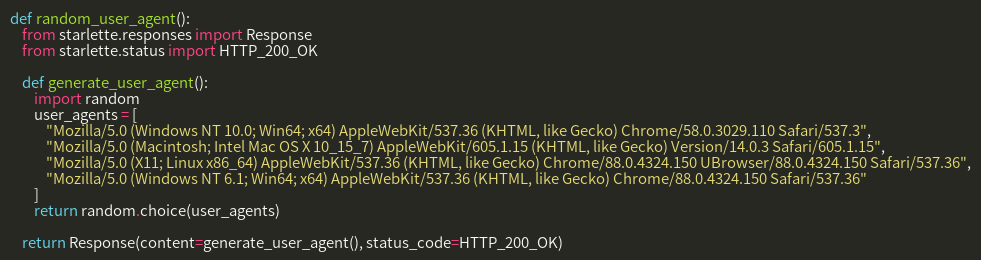 def random_user_agent():
    from starlette.responses import Response
    from starlette.status import HTTP_200_OK

    def generate_user_agent():
        import random
        user_agents = [
            "Mozilla/5.0 (Windows NT 10.0; Win64; x64) AppleWebKit/537.36 (KHTML, like Gecko) Chrome/58.0.3029.110 Safari/537.3",
            "Mozilla/5.0 (Macintosh; Intel Mac OS X 10_15_7) AppleWebKit/605.1.15 (KHTML, like Gecko) Version/14.0.3 Safari/605.1.15",
            "Mozilla/5.0 (X11; Linux x86_64) AppleWebKit/537.36 (KHTML, like Gecko) Chrome/88.0.4324.150 UBrowser/88.0.4324.150 Safari/537.36",
            "Mozilla/5.0 (Windows NT 6.1; Win64; x64) AppleWebKit/537.36 (KHTML, like Gecko) Chrome/88.0.4324.150 Safari/537.36"
        ]
        return random.choice(user_agents)

    return Response(content=generate_user_agent(), status_code=HTTP_200_OK)